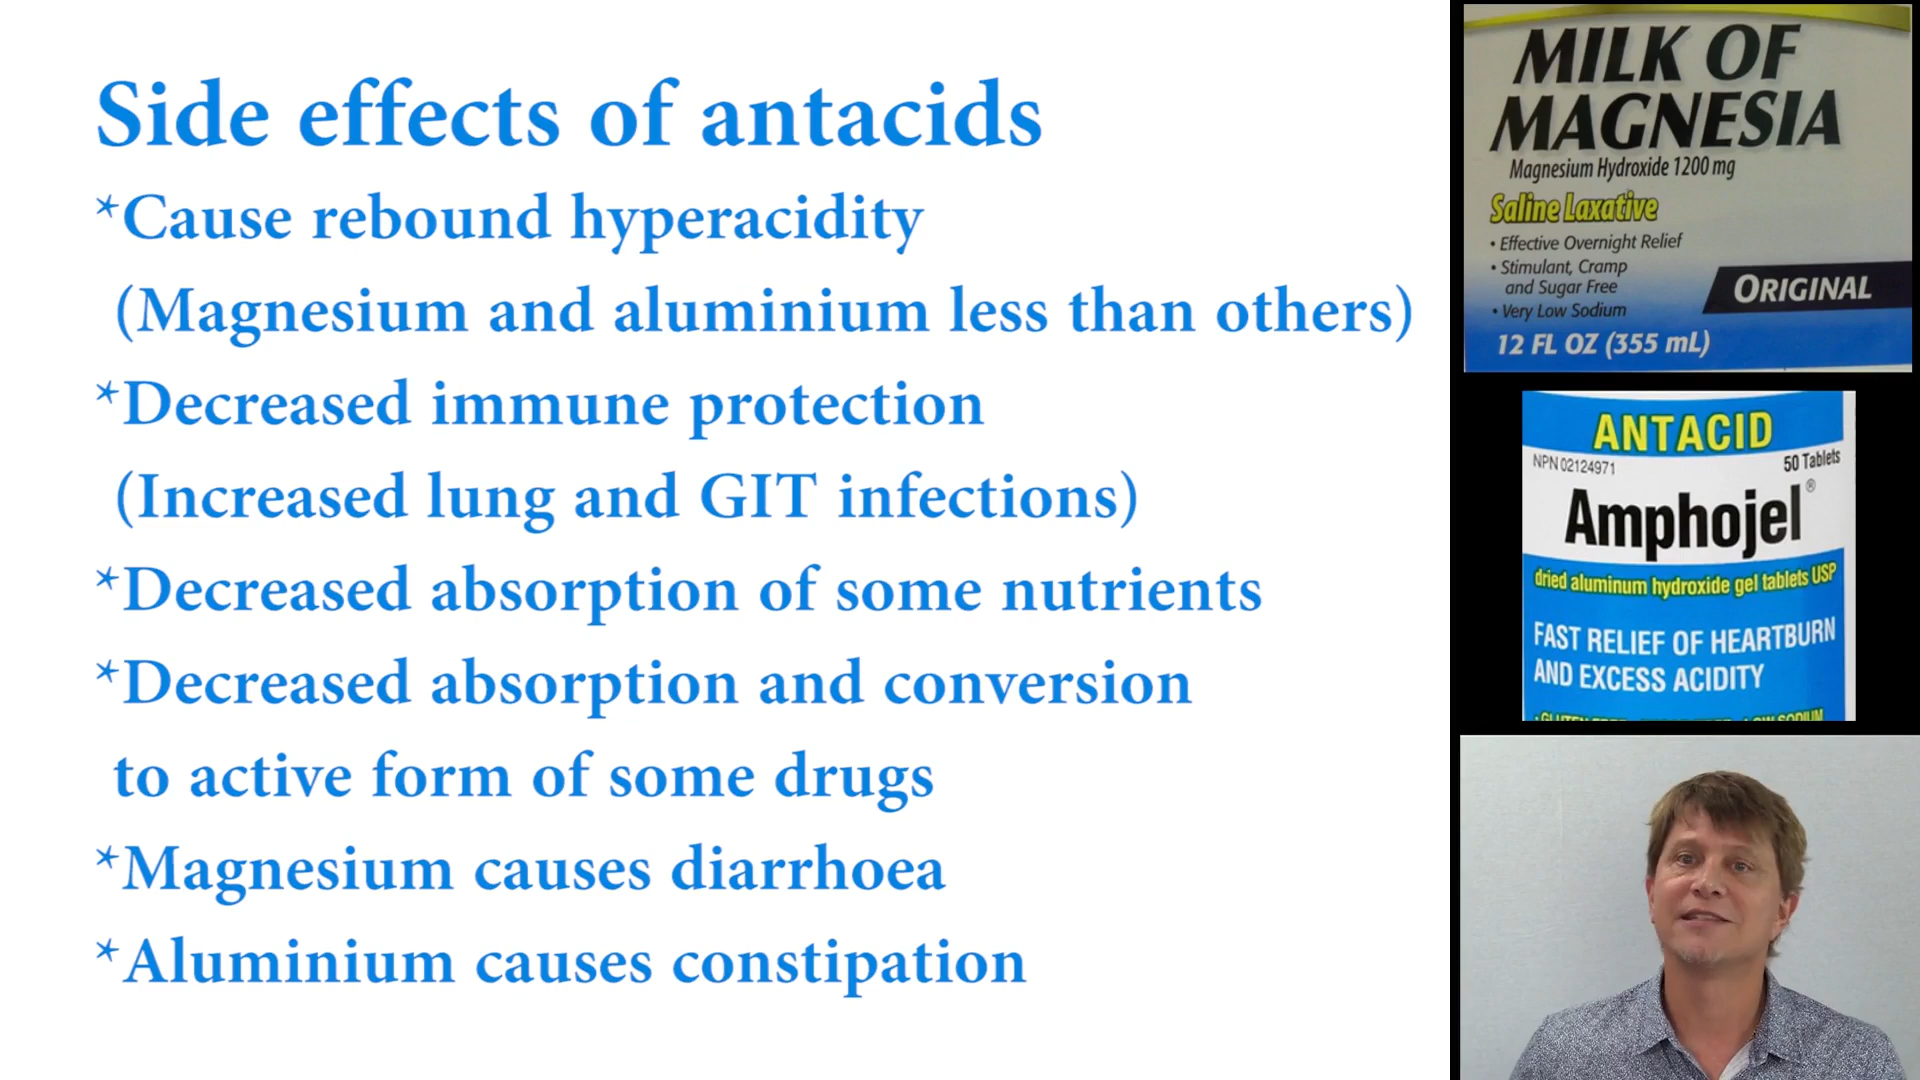 Side effects of antacids
*Cause rebound hyperacidity
(Magnesium and aluminium less than others)
*Decreased immune protection
(Increased lung and GIT infections)
*Decreased absorption of some nutrients
*Decreased absorption and conversion
to active form of some drugs
*Magnesium causes diarrhoea
*Aluminium causes constipation
MILK OF
MAGNESIA
Magnesium Hydroxide 1200 mg
Saline Laxative
• Effective Overnight Relief
• Stimulant, Cramp
and Sugar Free
• Very Low Sodium
ORIGINAL
12 FL OZ (355 mL)
ANTACID
NPN 02124971
50 Tablets
Amphojel®
dried aluminum hydroxide gel tablets USP
FAST RELIEF OF HEARTBURN
AND EXCESS ACIDITY